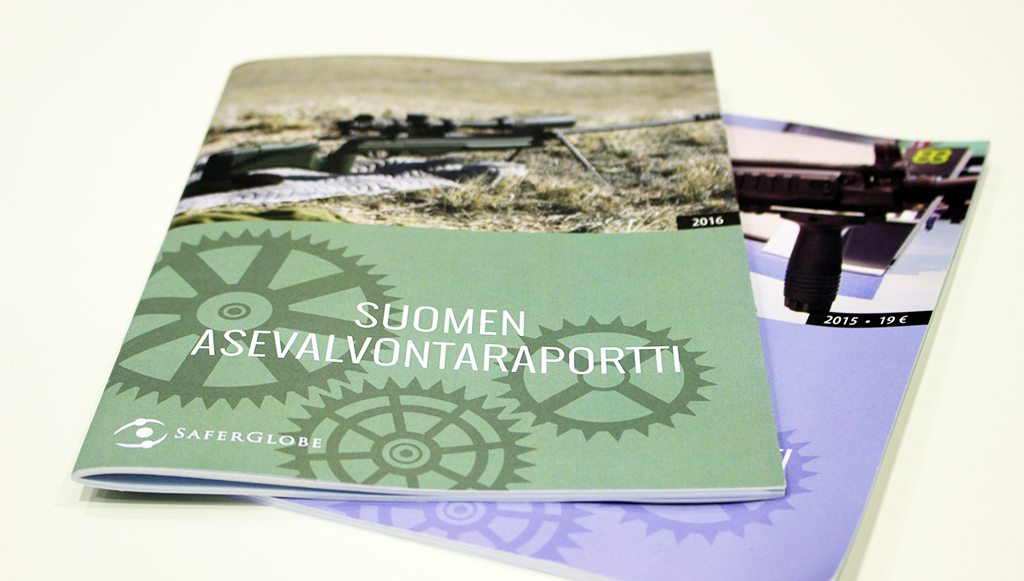 2016
SUOMEN
ASEVALVONTARAPORTTI
SAFERGLOBE
2015 • 19 €